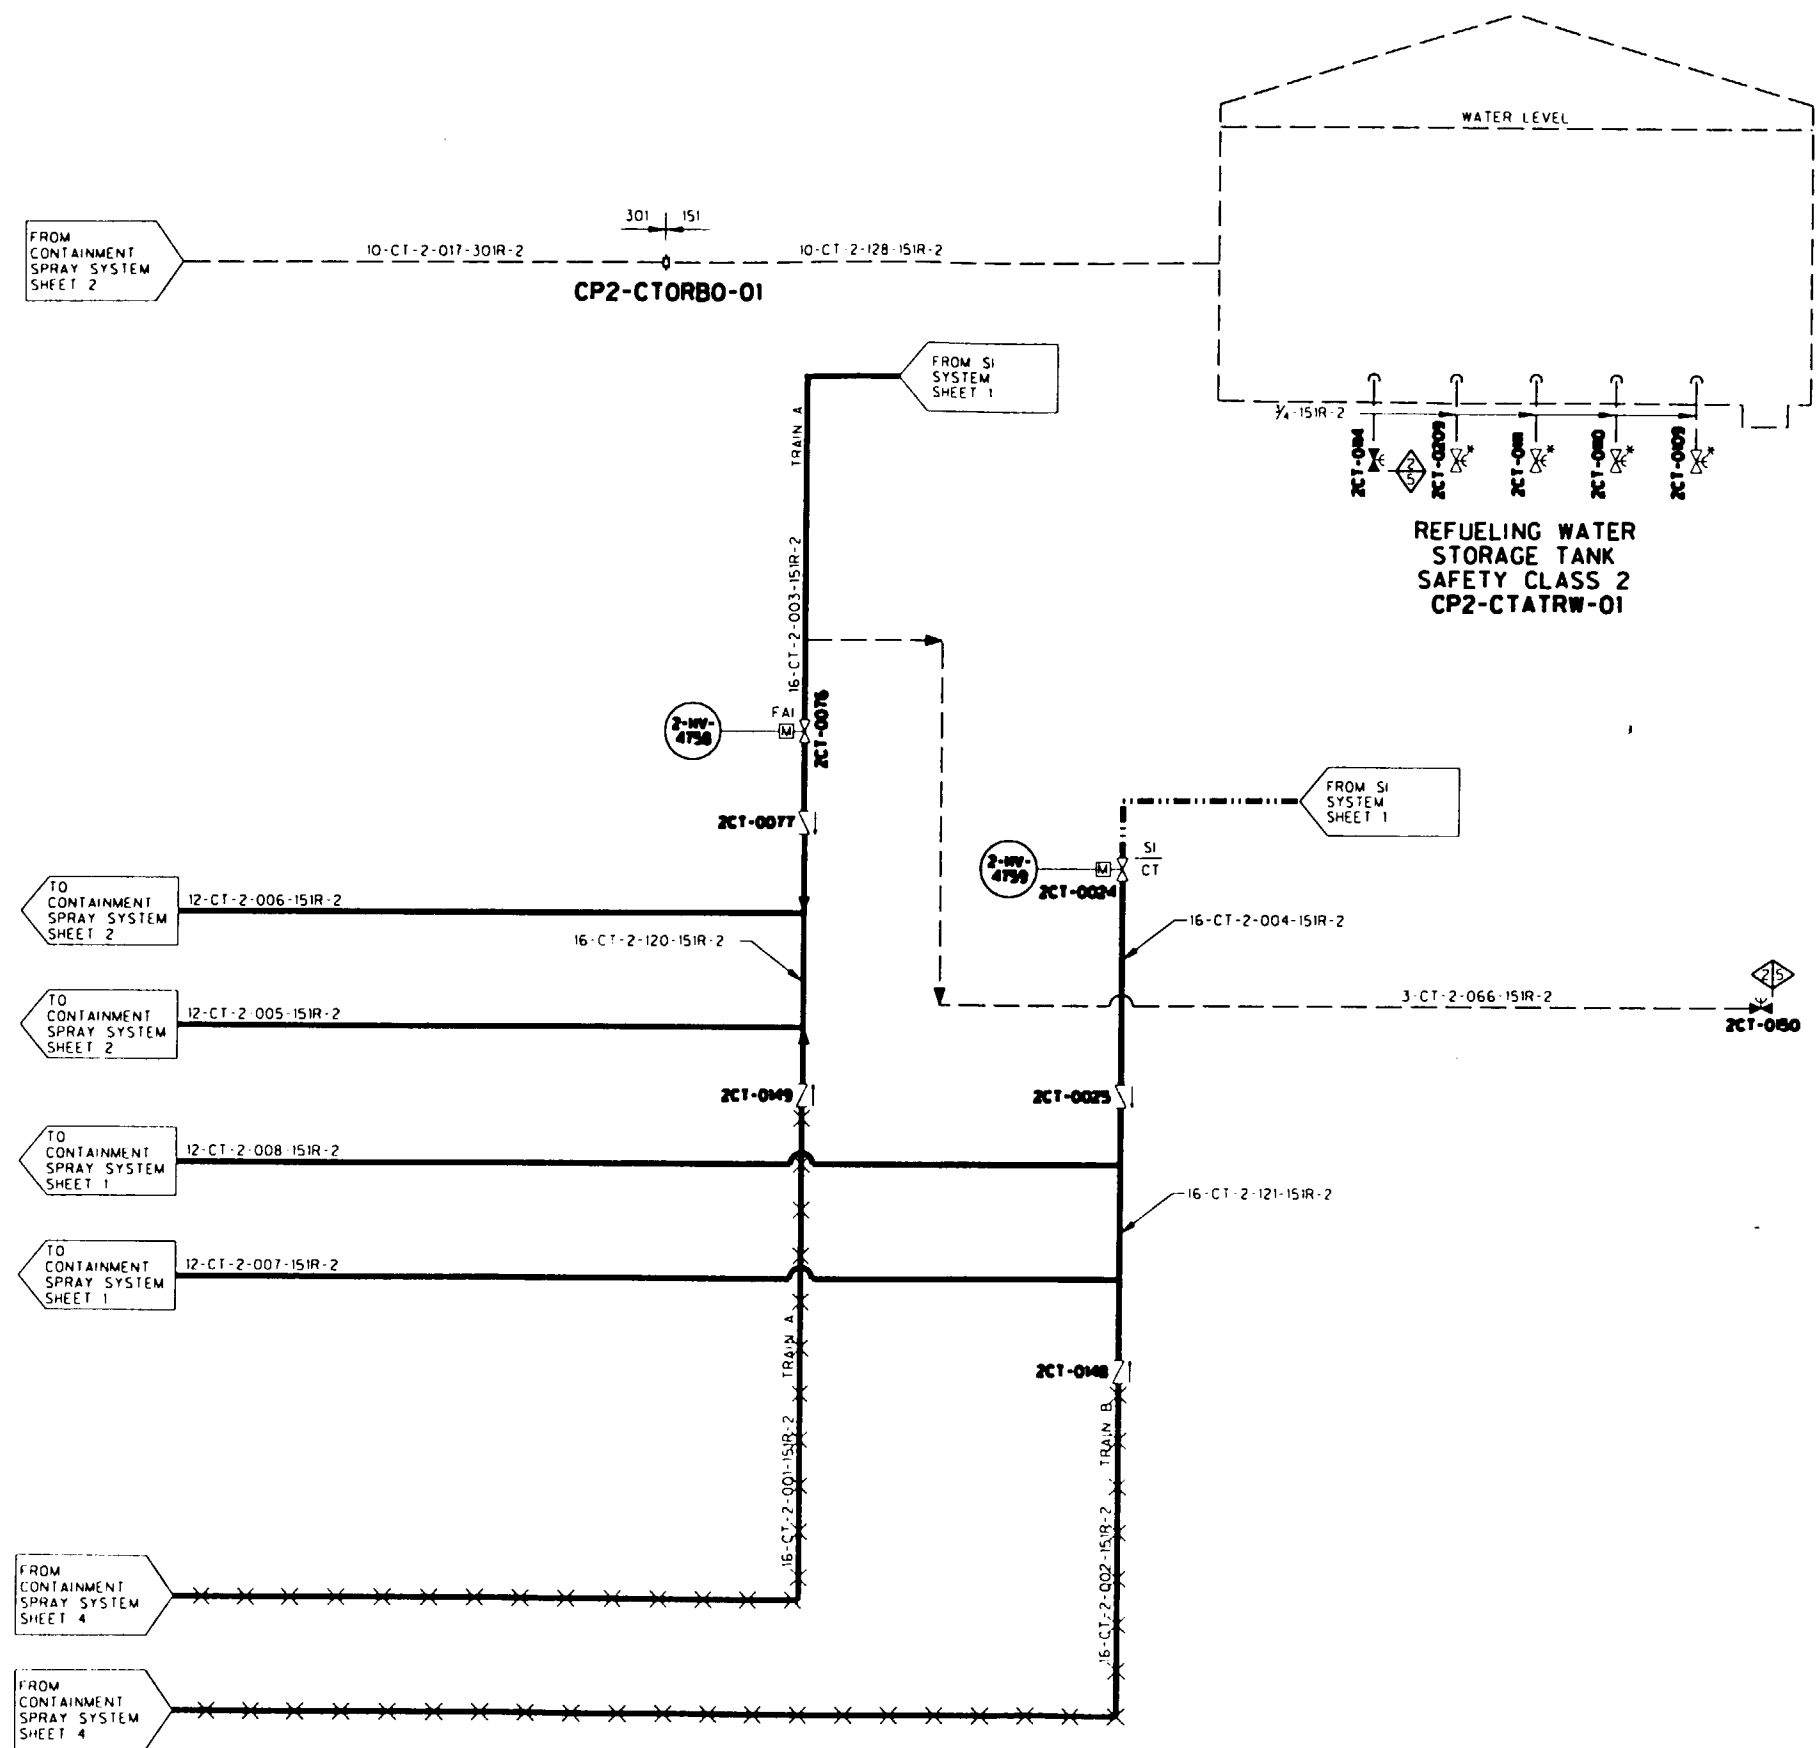 WATER LEVEL
FROM
CONTAINMENT
SPRAY SYSTEM
SHEET 2
10-CT-2-017-301R-2
301
151
10-CT-2-128-151R-2
CP2-CTORBO-01
FROM SI
SYSTEM
SHEET 1
TRAIN A
16-CT-2-003-151R-2
3/4-151R-2
2CT-0209
2CT-0109
2
5
*
*
*
*
REFUELING WATER
STORAGE TANK
SAFETY CLASS 2
CP2-CTATRW-01
2-HV-
4758
FAI
M
2CT-0076
2CT-0077
FROM SI
SYSTEM
SHEET 1
2-HV-
4759
M
SI
CT
2CT-0024
TO
CONTAINMENT
SPRAY SYSTEM
SHEET 2
12-CT-2-006-151R-2
16-CT-2-120-151R-2
16-CT-2-004-151R-2
TO
CONTAINMENT
SPRAY SYSTEM
SHEET 2
12-CT-2-005-151R-2
3-CT-2-066-151R-2
2 5
2CT-0149
2CT-0025
TO
CONTAINMENT
SPRAY SYSTEM
SHEET 1
12-CT-2-008-151R-2
16-CT-2-121-151R-2
TO
CONTAINMENT
SPRAY SYSTEM
SHEET 1
12-CT-2-007-151R-2
TRAIN A
16-CT-2-001-151R-2
2CT-0148
TRAIN B
16-CT-2-002-151R-2
FROM
CONTAINMENT
SPRAY SYSTEM
SHEET 4
FROM
CONTAINMENT
SPRAY SYSTEM
SHEET 4